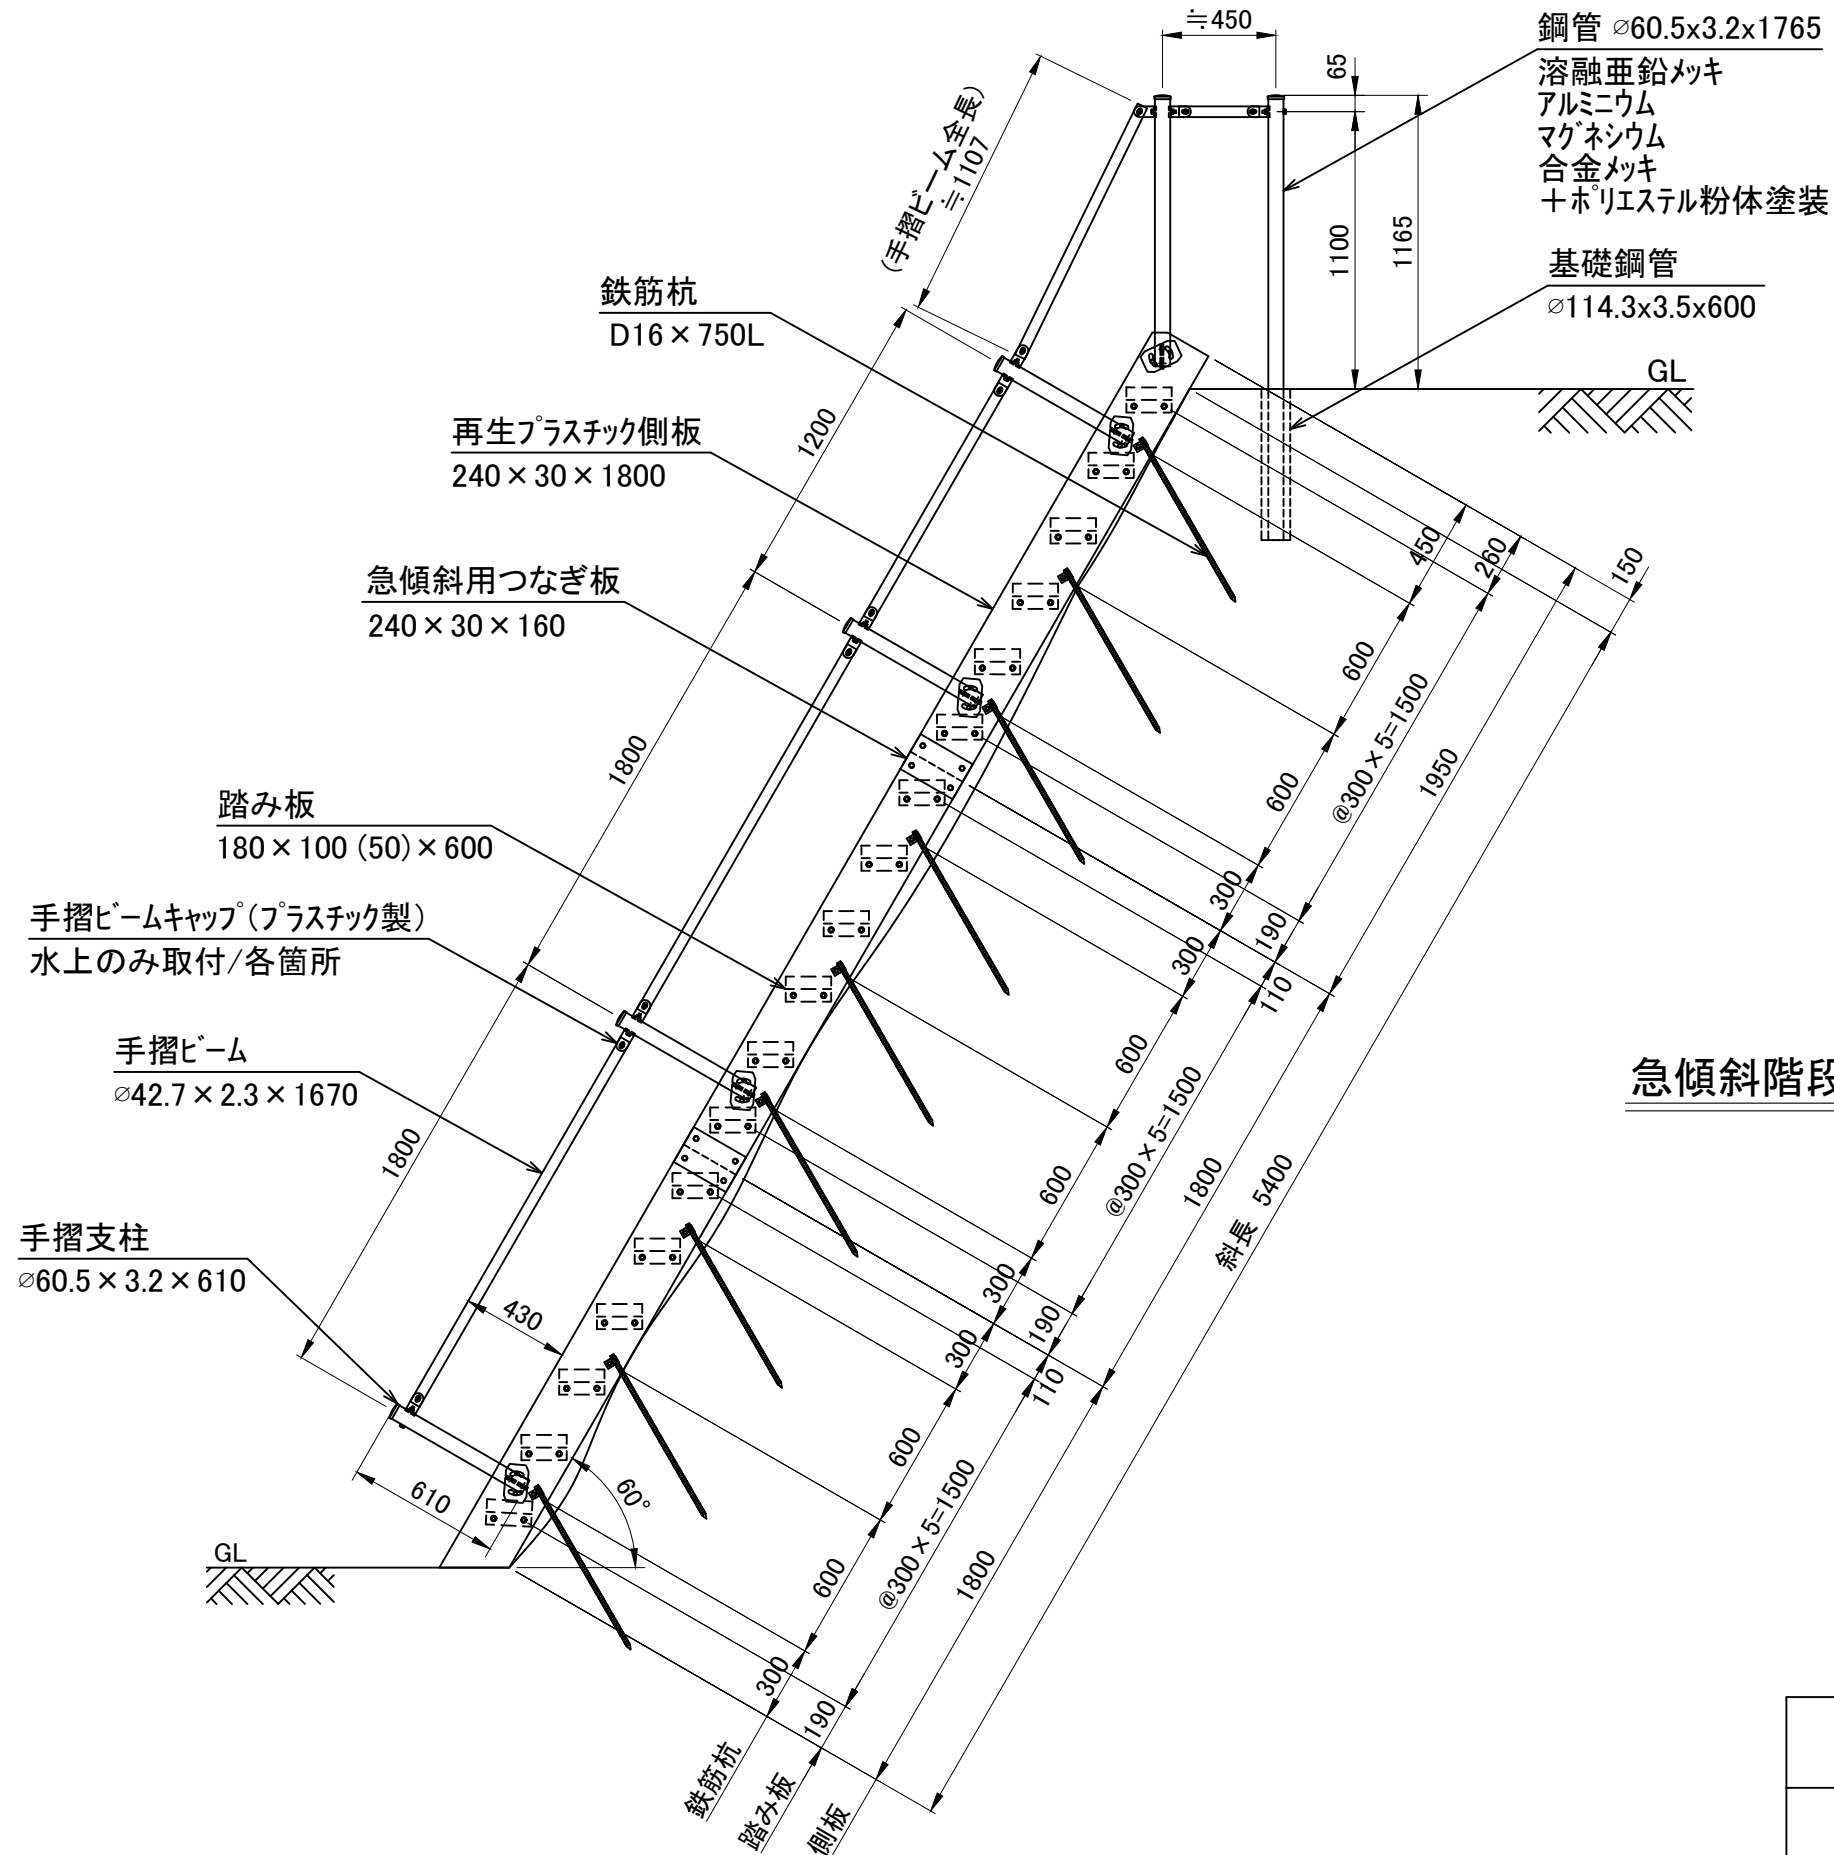 ≒450
鋼管 ∅60.5x3.2x1765
溶融亜鉛メッキ
アルミニウム
マグネシウム
合金メッキ
＋ポリエステル粉体塗装
65
1100
1165
基礎鋼管
∅114.3x3.5x600
GL
(手摺ビーム全長)
≒1107
鉄筋杭
D16×750L
1200
再生プラスチック側板
240×30×1800
急傾斜用つなぎ板
240×30×160
1800
踏み板
180×100(50)×600
手摺ビームキャップ(プラスチック製)
水上のみ取付/各箇所
手摺ビーム
∅42.7×2.3×1670
1800
手摺支柱
∅60.5×3.2×610
430
610
60°
GL
450
260
150
600
@300×5=1500
1950
600
300
190
300
110
600
@300×5=1500
1800
斜長 5400
600
300
190
300
110
600
@300×5=1500
1800
600
300
190
鉄筋杭
踏み板
側板
急傾斜階段